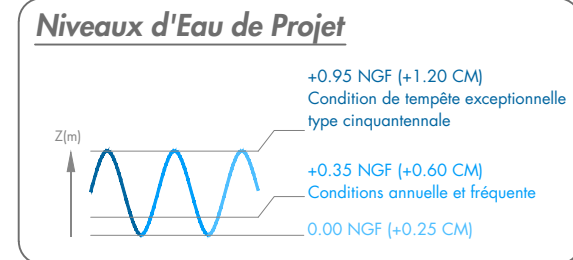 Niveaux d'Eau de Projet
+0.95 NGF (+1.20 CM)
Condition de tempête exceptionnelle
type cinquantennale
Z(m)
+0.35 NGF (+0.60 CM)
Conditions annuelle et fréquente
0.00 NGF (+0.25 CM)